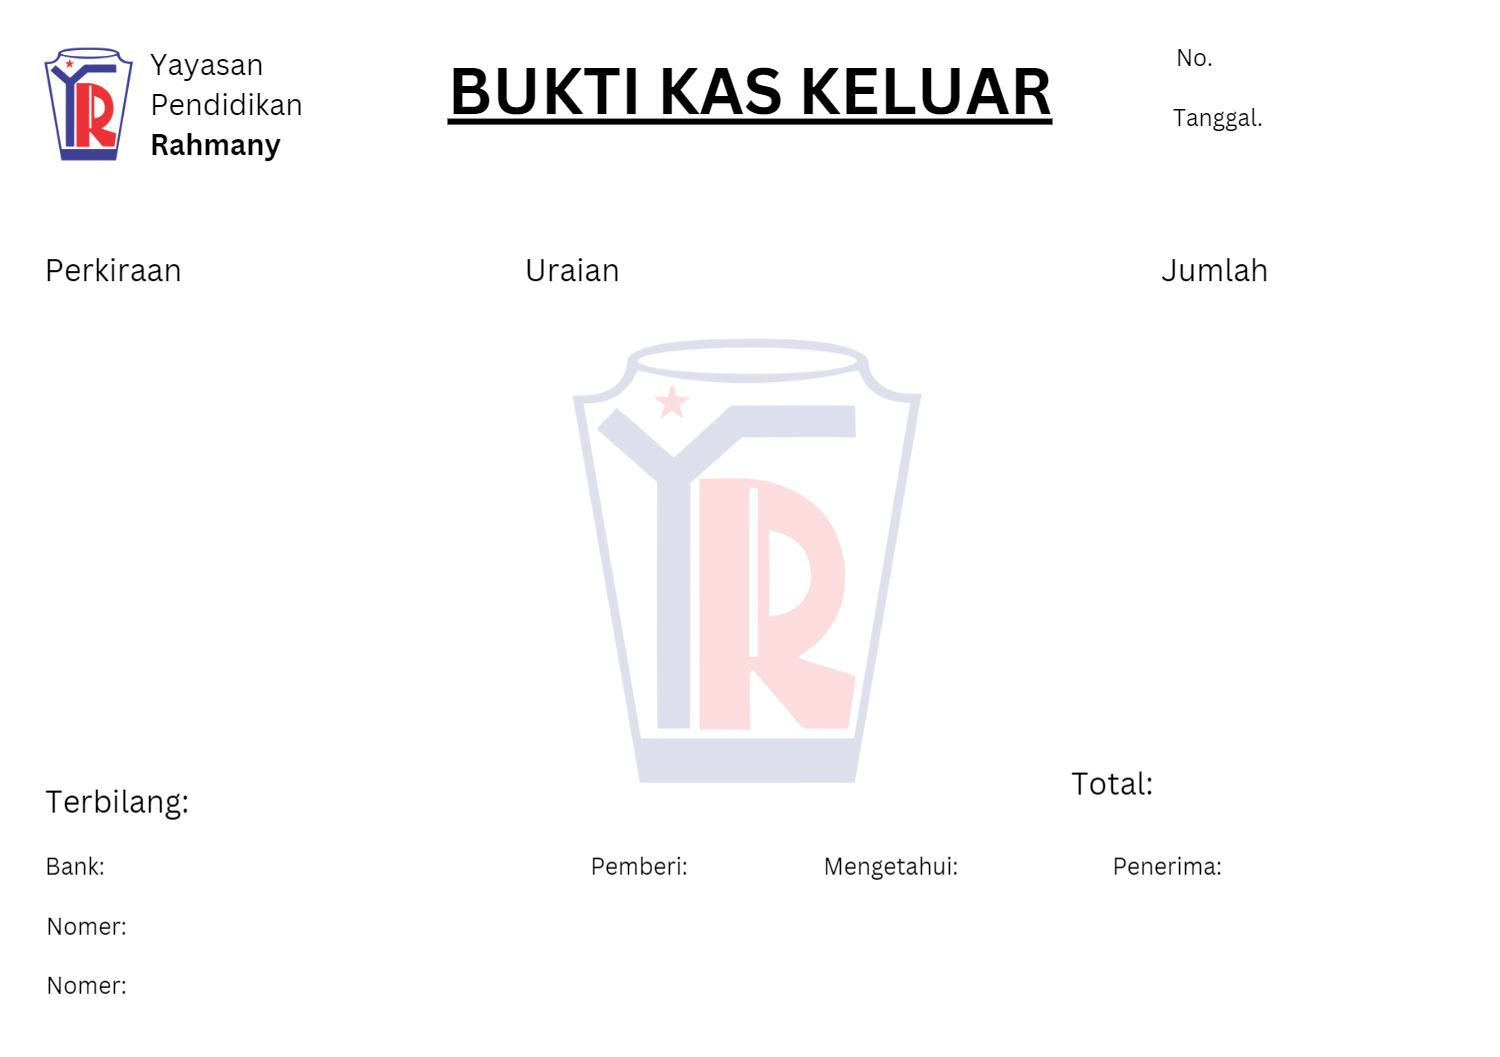 Yayasan
Pendidikan
Rahmany
BUKTI KAS KELUAR
No.
Tanggal.
Perkiraan
Uraian
Jumlah
YR
Total:
Terbilang:
Bank:
Pemberi:
Mengetahui:
Penerima:
Nomer:
Nomer: